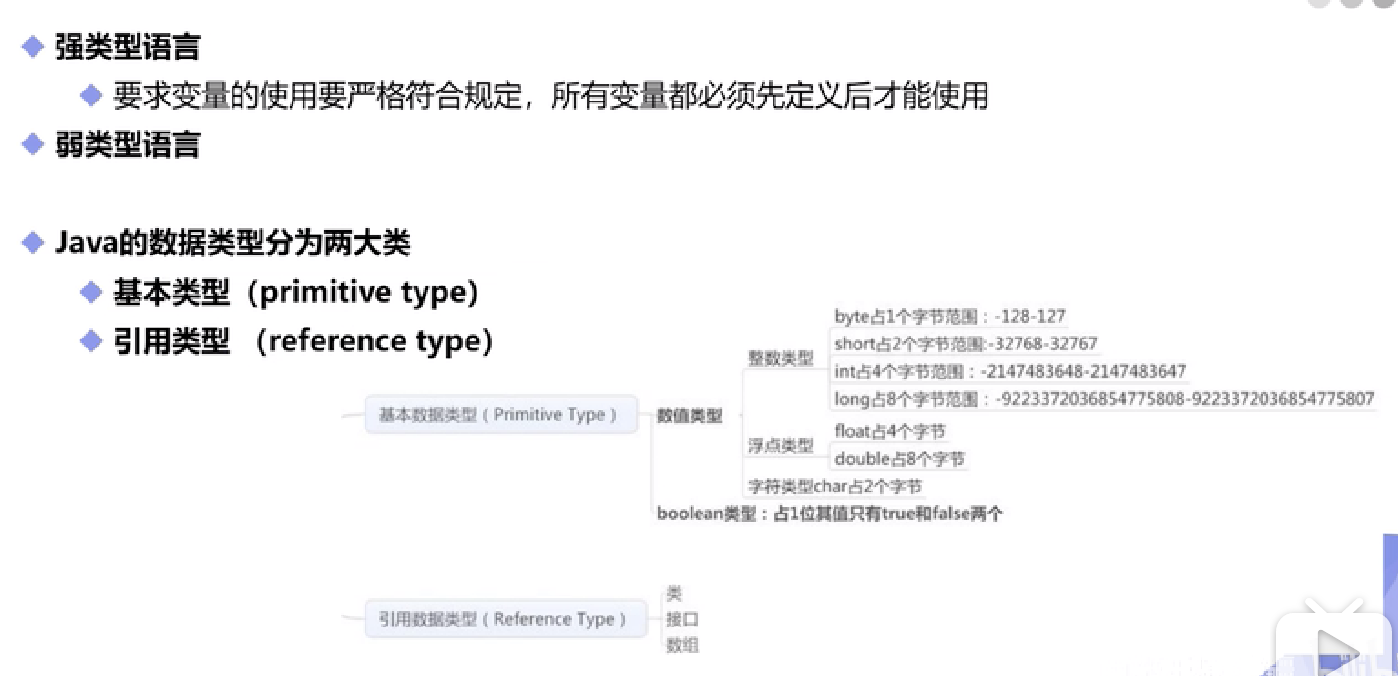 强类型语言
要求变量的使用要严格符合规定，所有变量都必须先定义后才能使用
弱类型语言
Java的数据类型分为两大类
基本类型（primitive type）
引用类型 （reference type）
基本数据类型（Primitive Type）
数值类型
整数类型
byte占1个字节范围：-128-127
short占2个字节范围:-32768-32767
int占4个字节范围：-2147483648-2147483647
long占8个字节范围：-9223372036854775808-9223372036854775807
浮点类型
float占4个字节
double占8个字节
字符类型char占2个字节
boolean类型：占1位其值只有true和false两个
引用数据类型（Reference Type）
类
接口
数组